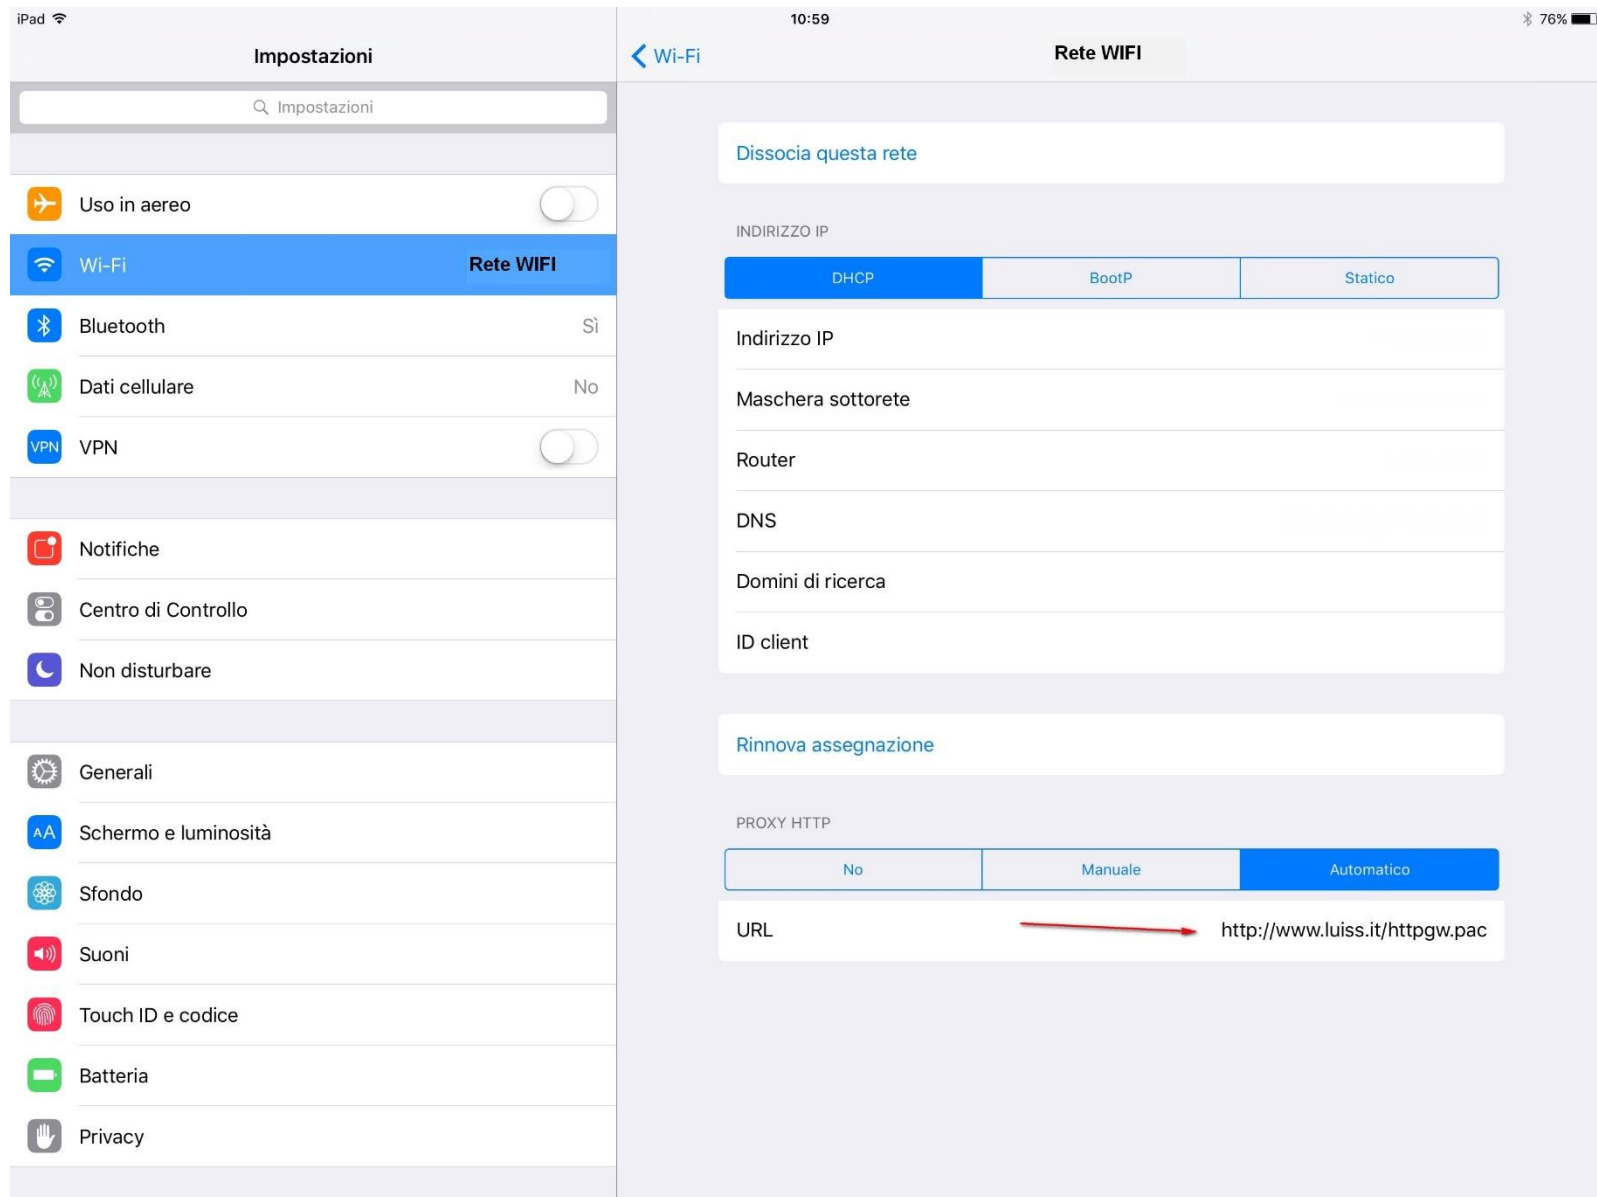 iPad
10:59
76%
Impostazioni
Wi-Fi
Rete WIFI
Impostazioni
Uso in aereo
Wi-Fi Rete WIFI
Bluetooth Sì
Dati cellulare No
VPN VPN
Notifiche
Centro di Controllo
Non disturbare
Generali
AA Schermo e luminosità
Sfondo
Suoni
Touch ID e codice
Batteria
Privacy
Dissocia questa rete
INDIRIZZO IP
DHCP BootP Statico
Indirizzo IP
Maschera sottorete
Router
DNS
Domini di ricerca
ID client
Rinnova assegnazione
PROXY HTTP
No Manuale Automatico
URL http://www.luiss.it/httpgw.pac